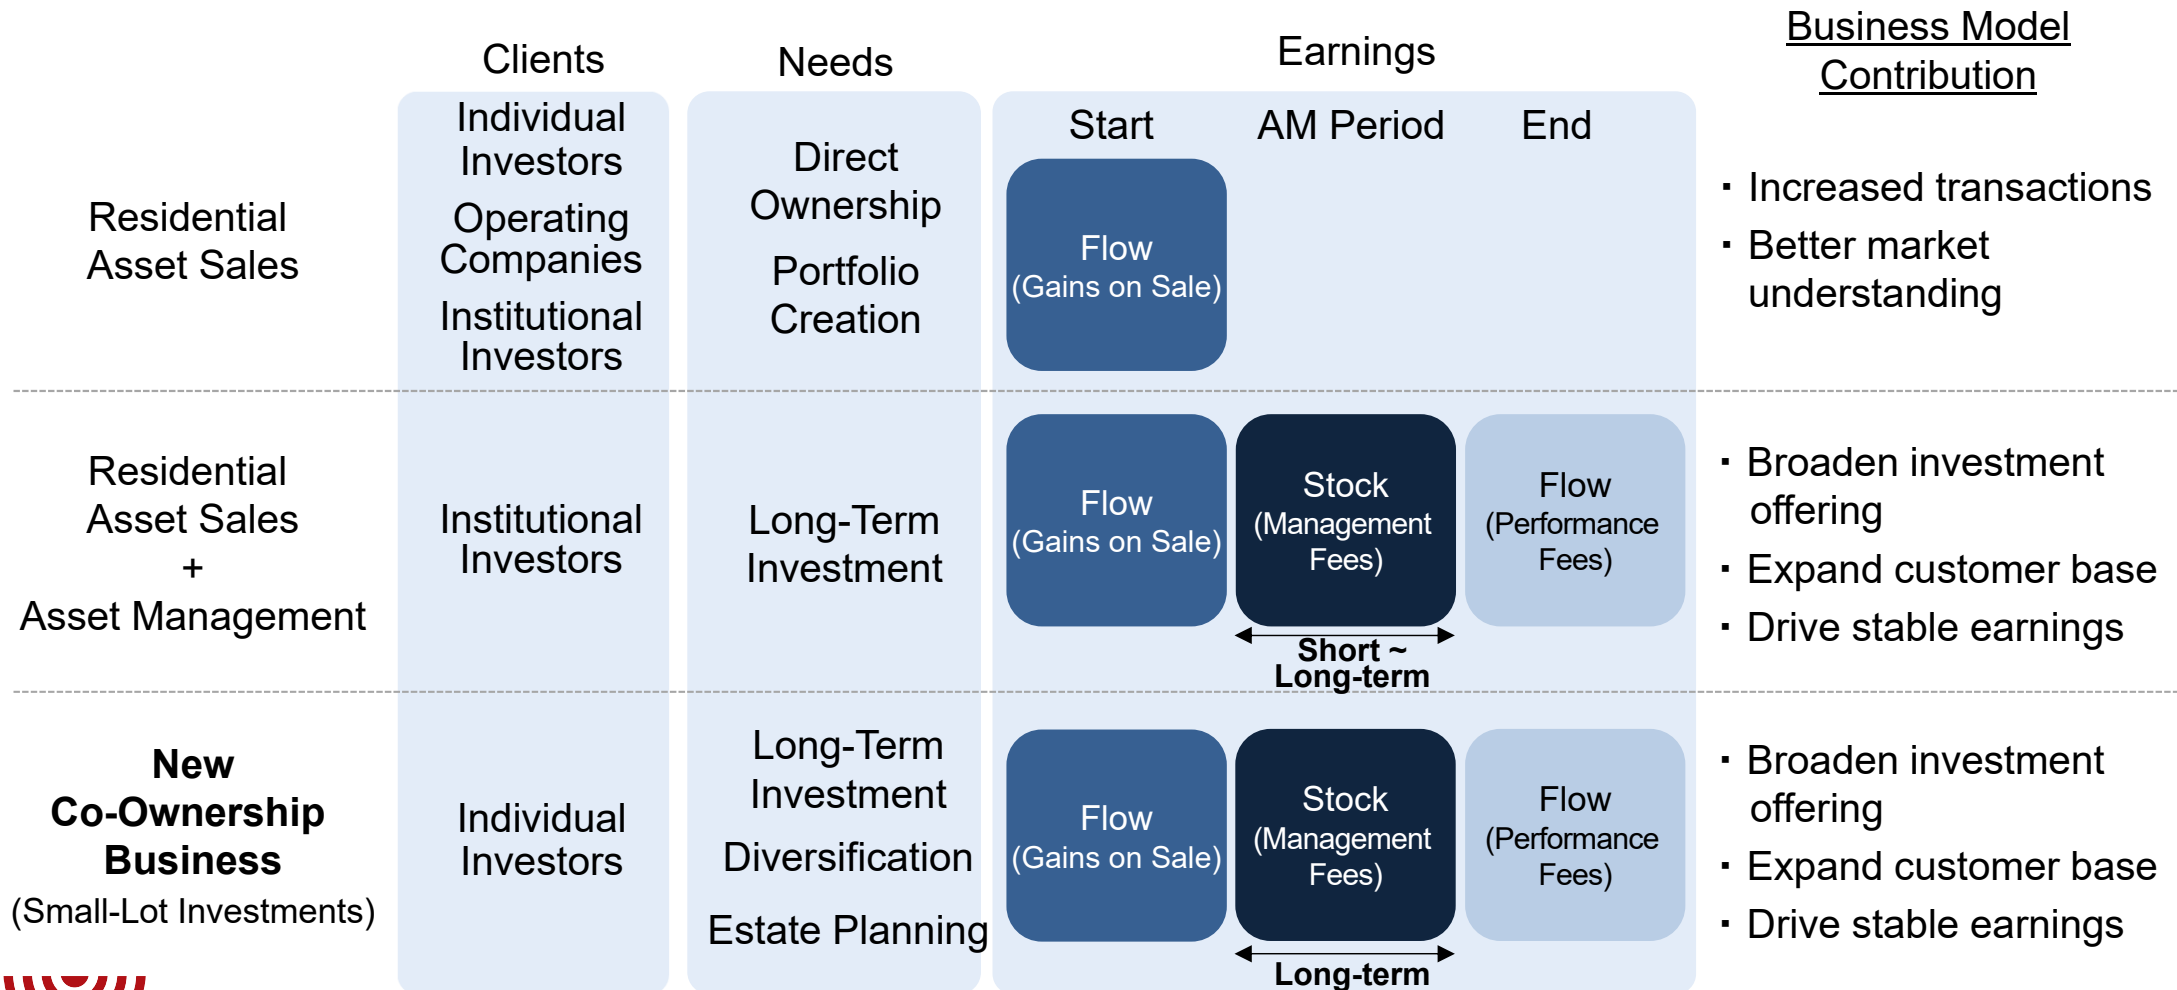 Clients
Needs
Earnings
Business Model
Contribution
Start
AM Period
End
Residential
Asset Sales
Individual
Investors
Operating
Companies
Institutional
Investors
Direct
Ownership
Portfolio
Creation
Flow
(Gains on Sale)
・Increased transactions
・Better market
understanding
Residential
Asset Sales
+
Asset Management
Institutional
Investors
Long-Term
Investment
Flow
(Gains on Sale)
Stock
(Management
Fees)
Flow
(Performance
Fees)
Short ~
Long-term
・Broaden investment
offering
・Expand customer base
・Drive stable earnings
New
Co-Ownership
Business
(Small-Lot Investments)
Individual
Investors
Long-Term
Investment
Diversification
Estate Planning
Flow
(Gains on Sale)
Stock
(Management
Fees)
Flow
(Performance
Fees)
Long-term
・Broaden investment
offering
・Expand customer base
・Drive stable earnings